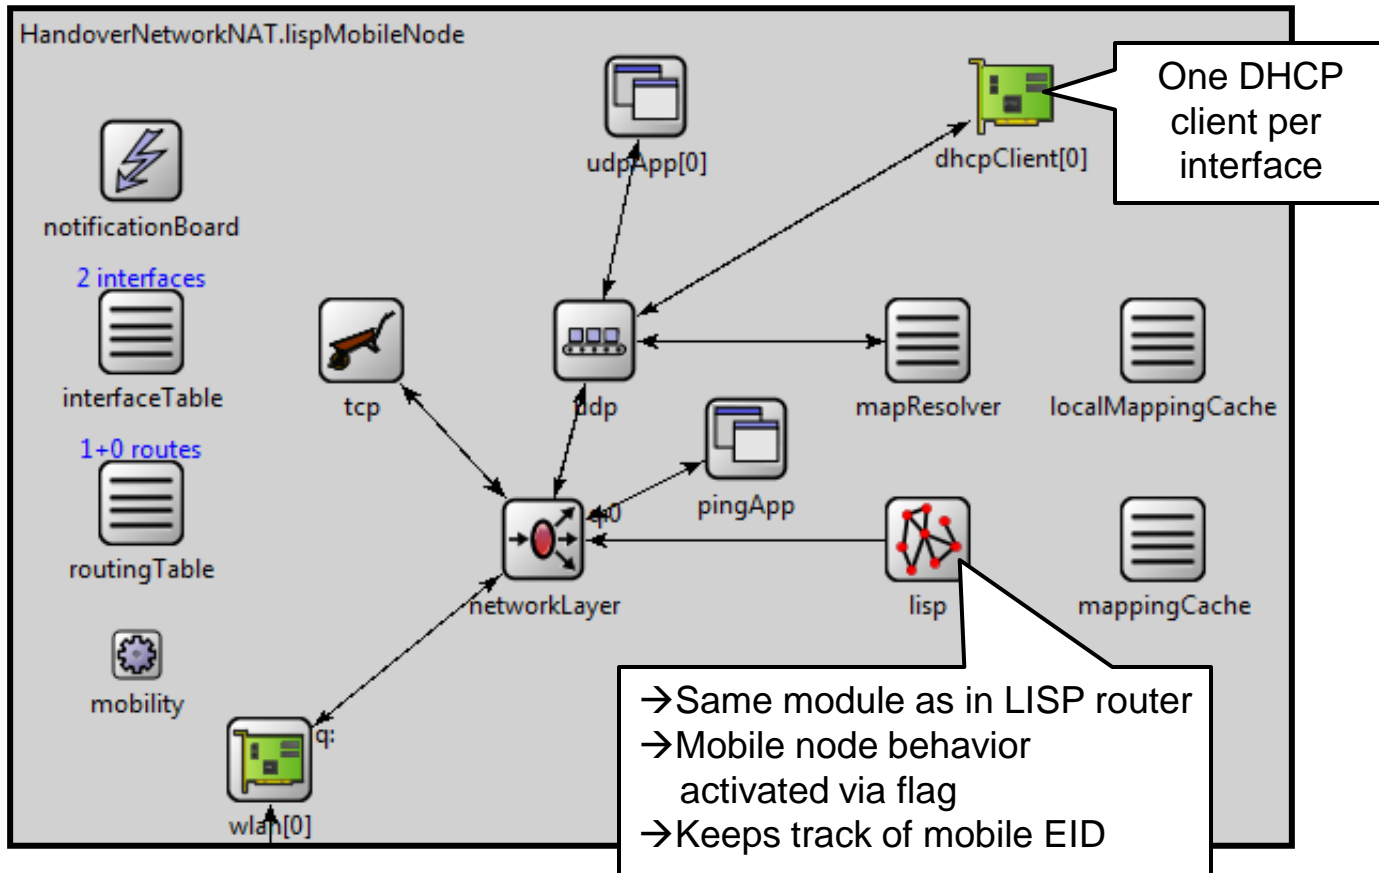 HandoverNetworkNAT.lispMobileNode
One DHCP
client per
interface
udpApp[0]
dhcpClient[0]
notificationBoard
2 interfaces
interfaceTable
tcp
udp
mapResolver
localMappingCache
1+0 routes
q:0
pingApp
routingTable
networkLayer
lisp
mappingCache
mobility
q:
wlan[0]
→Same module as in LISP router
→Mobile node behavior
activated via flag
→Keeps track of mobile EID